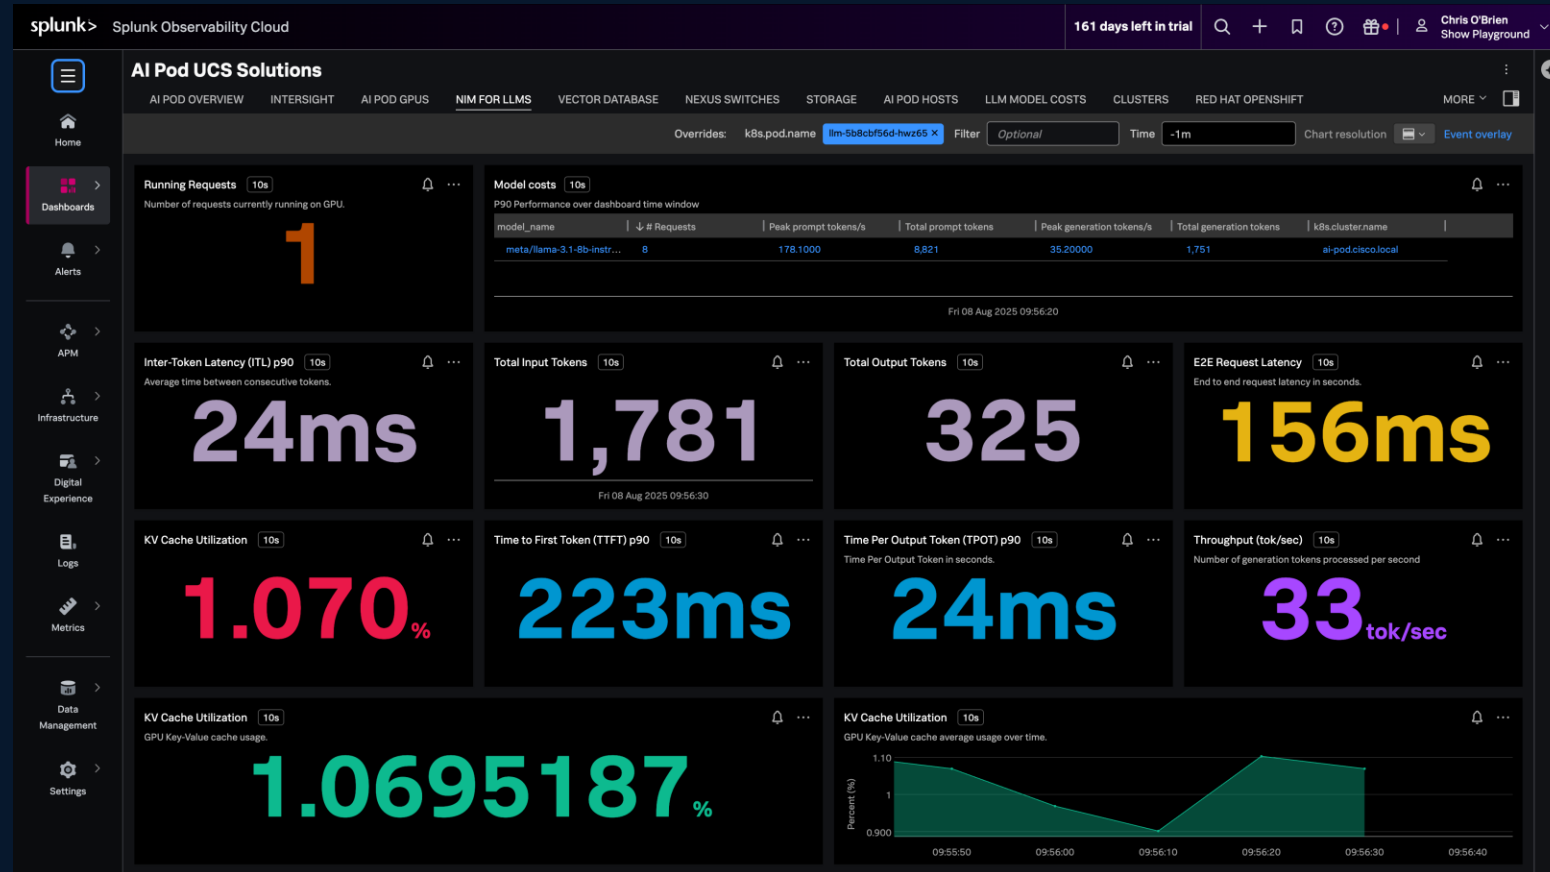 splunk> Splunk Observability Cloud
161 days left in trial
Chris O'Brien
Show Playground
AI Pod UCS Solutions
AI POD OVERVIEW INTERSIGHT AI POD GPUS NIM FOR LLMS VECTOR DATABASE NEXUS SWITCHES STORAGE AI POD HOSTS LLM MODEL COSTS CLUSTERS RED HAT OPENSHIFT MORE
Overrides: k8s.pod.name llm-5b8cbf56d-hwz65 × Filter Optional Time -1m Chart resolution Event overlay
Home
Dashboards
Alerts
APM
Infrastructure
Digital
Experience
Logs
Metrics
Data
Management
Settings
Running Requests 10s
Number of requests currently running on GPU.
1
Model costs 10s
P90 Performance over dashboard time window
model_name # Requests Peak prompt tokens/s Total prompt tokens Peak generation tokens/s Total generation tokens k8s.cluster.name
meta/llama-3.1-8b-instr... 8 178.1000 8,821 35.20000 1,751 ai-pod.cisco.local
Fri 08 Aug 2025 09:56:20
Inter-Token Latency (ITL) p90 10s
Average time between consecutive tokens.
24ms
Total Input Tokens 10s
1,781
Fri 08 Aug 2025 09:56:30
Total Output Tokens 10s
325
E2E Request Latency 10s
End to end request latency in seconds.
156ms
KV Cache Utilization 10s
1.070%
Time to First Token (TTFT) p90 10s
223ms
Time Per Output Token (TPOT) p90 10s
Time Per Output Token in seconds.
24ms
Throughput (tok/sec) 10s
Number of generation tokens processed per second
33 tok/sec
KV Cache Utilization 10s
GPU Key-Value cache usage.
1.0695187%
KV Cache Utilization 10s
GPU Key-Value cache average usage over time.
Percent (%)
1.10
1
0.900
09:55:50 09:56:00 09:56:10 09:56:20 09:56:30 09:56:40